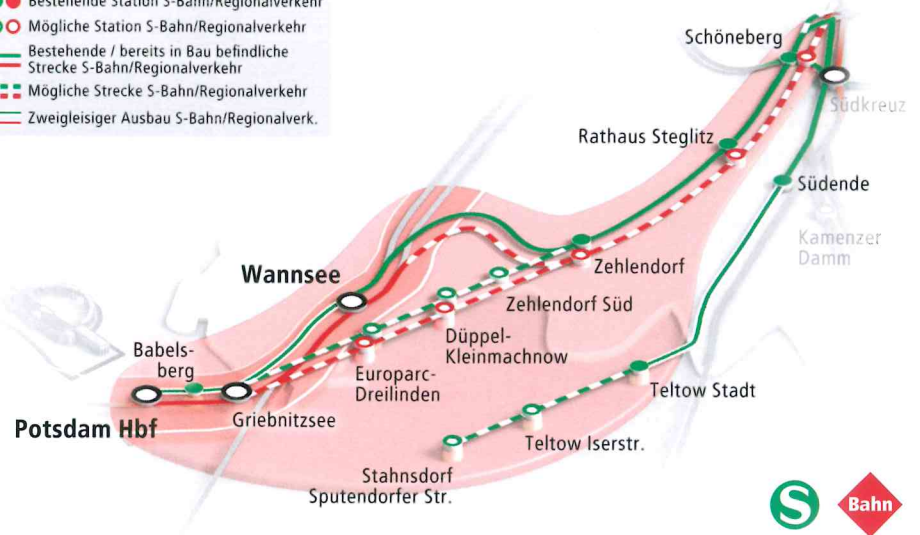 Bestehende Station S-Bahn/Regionalverkehr
Mögliche Station S-Bahn/Regionalverkehr
Bestehende / bereits in Bau befindliche
Strecke S-Bahn/Regionalverkehr
Mögliche Strecke S-Bahn/Regionalverkehr
Zweigleisiger Ausbau S-Bahn/Regionalverk.
Schöneberg
Südkreuz
Rathaus Steglitz
Südende
Kamenzer
Damm
Zehlendorf
Wannsee
Zehlendorf Süd
Düppel-
Kleinmachnow
Babels-
berg
Europarc-
Dreilinden
Teltow Stadt
Griebnitzsee
Potsdam Hbf
Teltow Iserstr.
Stahnsdorf
Sputendorfer Str.
S
Bahn